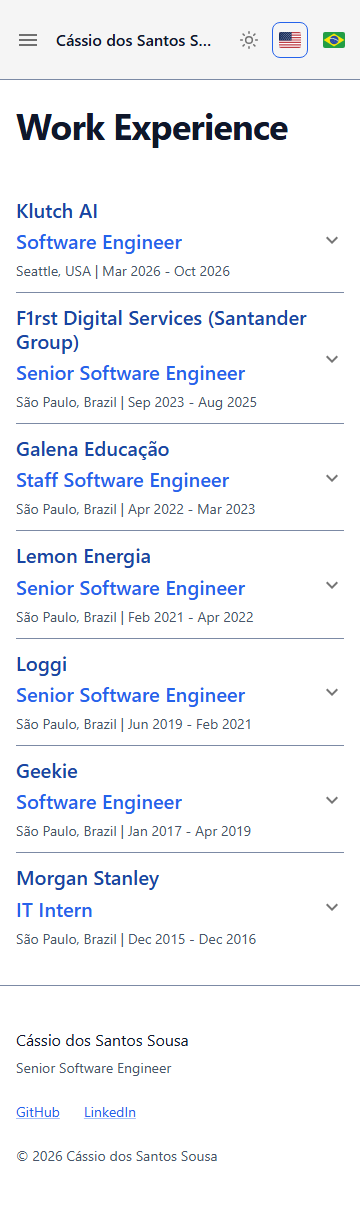 Cássio dos Santos S...
Work Experience
Klutch AI
Software Engineer
Seattle, USA | Mar 2026 - Oct 2026
F1rst Digital Services (Santander
Group)
Senior Software Engineer
São Paulo, Brazil | Sep 2023 - Aug 2025
Galena Educação
Staff Software Engineer
São Paulo, Brazil | Apr 2022 - Mar 2023
Lemon Energia
Senior Software Engineer
São Paulo, Brazil | Feb 2021 - Apr 2022
Loggi
Senior Software Engineer
São Paulo, Brazil | Jun 2019 - Feb 2021
Geekie
Software Engineer
São Paulo, Brazil | Jan 2017 - Apr 2019
Morgan Stanley
IT Intern
São Paulo, Brazil | Dec 2015 - Dec 2016
Cássio dos Santos Sousa
Senior Software Engineer
GitHub LinkedIn
© 2026 Cássio dos Santos Sousa